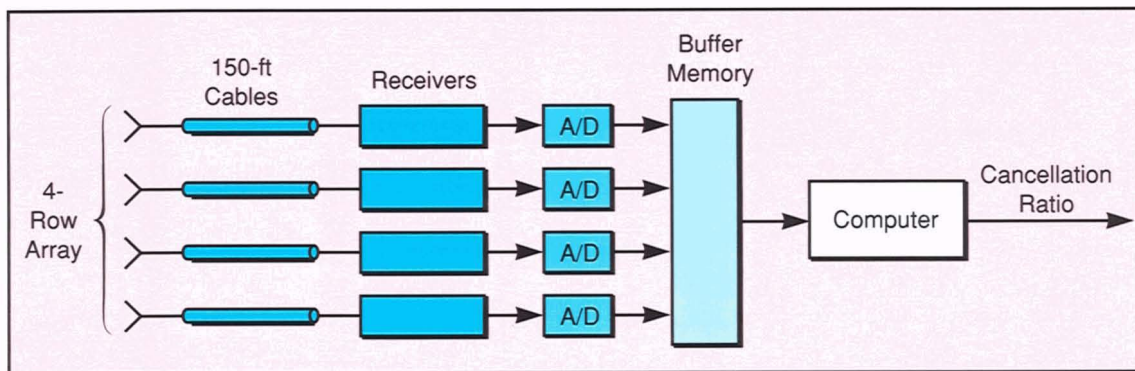 150-ft
Cables
Receivers
Buffer
Memory
A/D
A/D
A/D
A/D
4-
Row
Array
Computer
Cancellation
Ratio